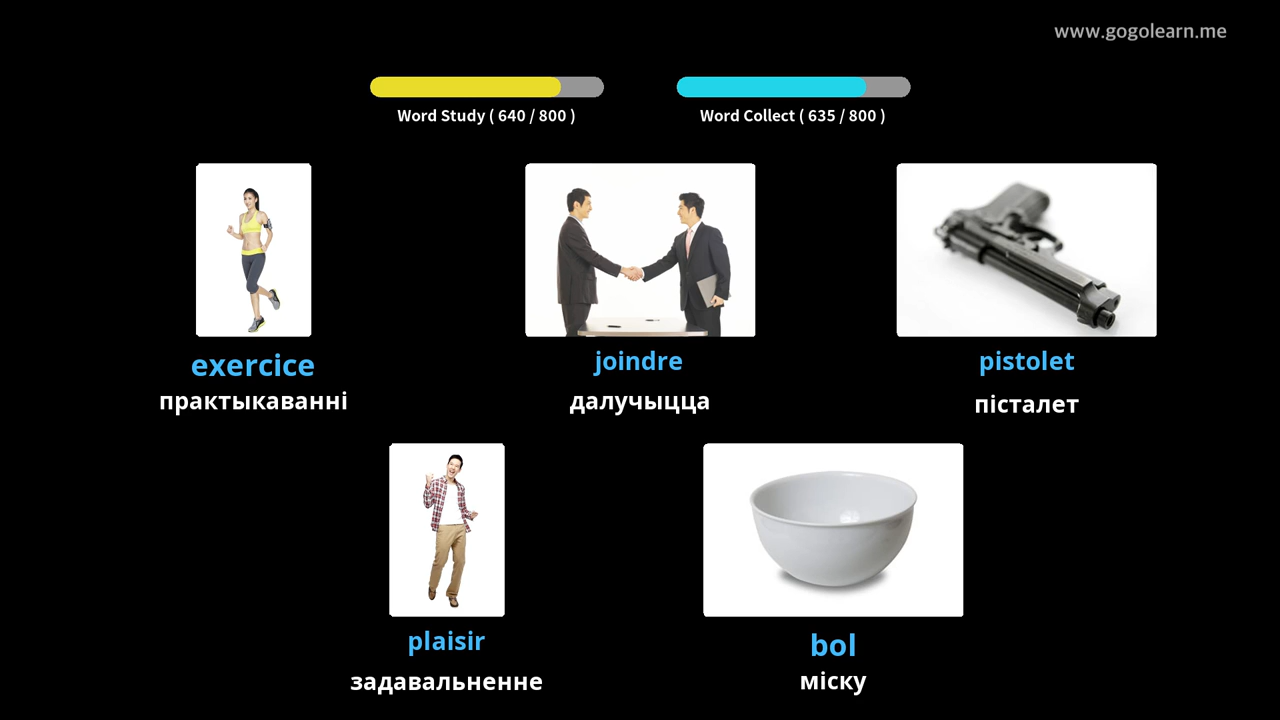 www.gogolearn.me
Word Study ( 640 / 800 )
Word Collect ( 635 / 800 )
exercice
практыкаванні
joindre
далучыцца
pistolet
пісталет
plaisir
задавальненне
bol
міску